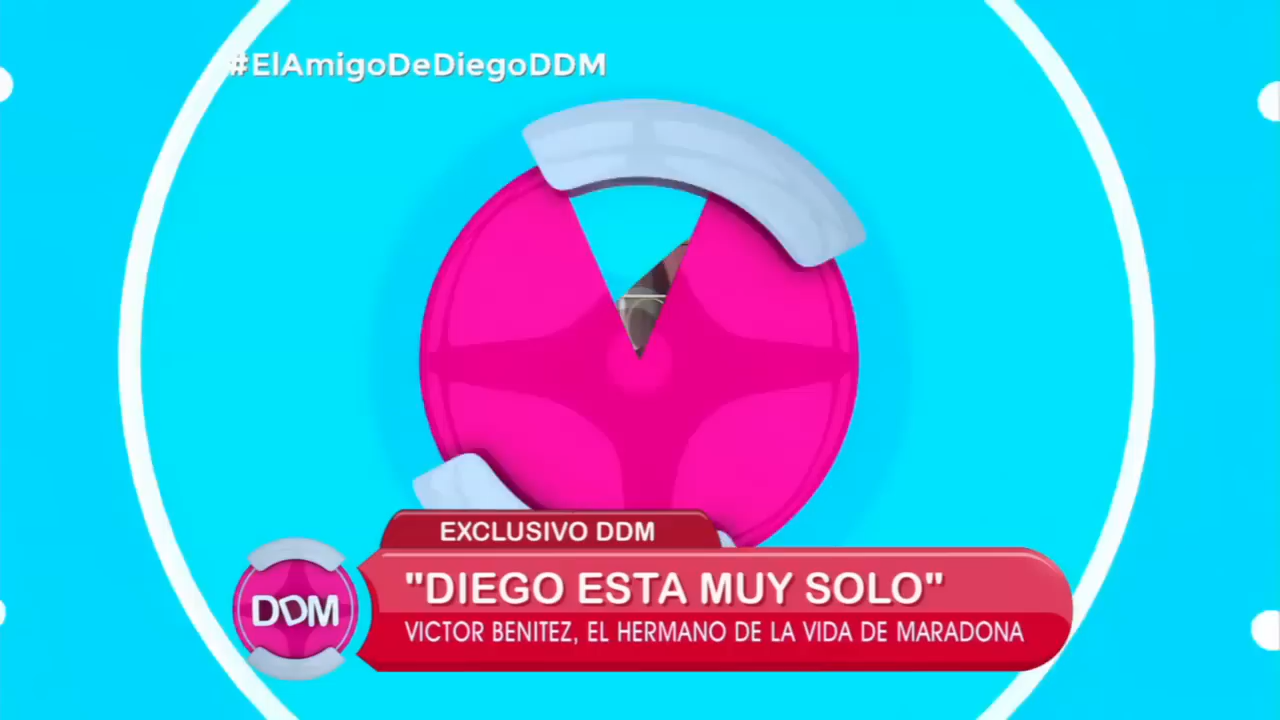 #ElAmigoDeDiegoDDM
EXCLUSIVO DDM
"DIEGO ESTA MUY SOLO"
DDM
VICTOR BENITEZ, EL HERMANO DE LA VIDA DE MARADONA